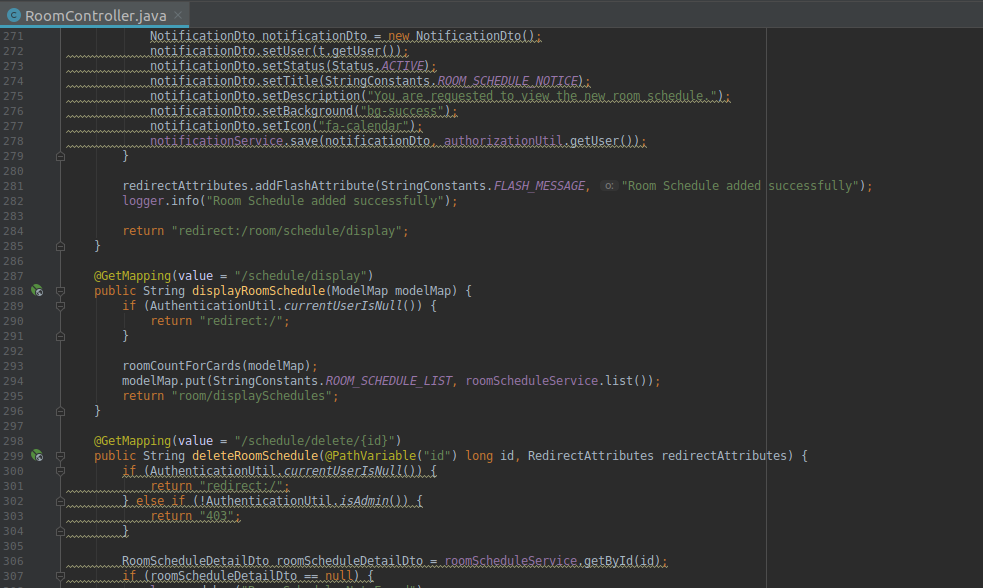 RoomController.java
271 NotificationDto notificationDto = new NotificationDto();
272 notificationDto.setUser(t.getUser());
273 notificationDto.setStatus(Status.ACTIVE);
274 notificationDto.setTitle(StringConstants.ROOM_SCHEDULE_NOTICE);
275 notificationDto.setDescription("You are requested to view the new room schedule.");
276 notificationDto.setBackground("bg-success");
277 notificationDto.setIcon("fa-calendar");
278 notificationService.save(notificationDto, authorizationUtil.getUser());
279 }
280
281 redirectAttributes.addFlashAttribute(StringConstants.FLASH_MESSAGE, o: "Room Schedule added successfully");
282 logger.info("Room Schedule added successfully");
283
284 return "redirect:/room/schedule/display";
285 }
286
287 @GetMapping(value = "/schedule/display")
288 public String displayRoomSchedule(ModelMap modelMap) {
289 if (AuthenticationUtil.currentUserIsNull()) {
290 return "redirect:/";
291 }
292
293 roomCountForCards(modelMap);
294 modelMap.put(StringConstants.ROOM_SCHEDULE_LIST, roomScheduleService.list());
295 return "room/displaySchedules";
296 }
297
298 @GetMapping(value = "/schedule/delete/{id}")
299 public String deleteRoomSchedule(@PathVariable("id") long id, RedirectAttributes redirectAttributes) {
300 if (AuthenticationUtil.currentUserIsNull()) {
301 return "redirect:/";
302 } else if (!AuthenticationUtil.isAdmin()) {
303 return "403";
304 }
305
306 RoomScheduleDetailDto roomScheduleDetailDto = roomScheduleService.getById(id);
307 if (roomScheduleDetailDto == null) {